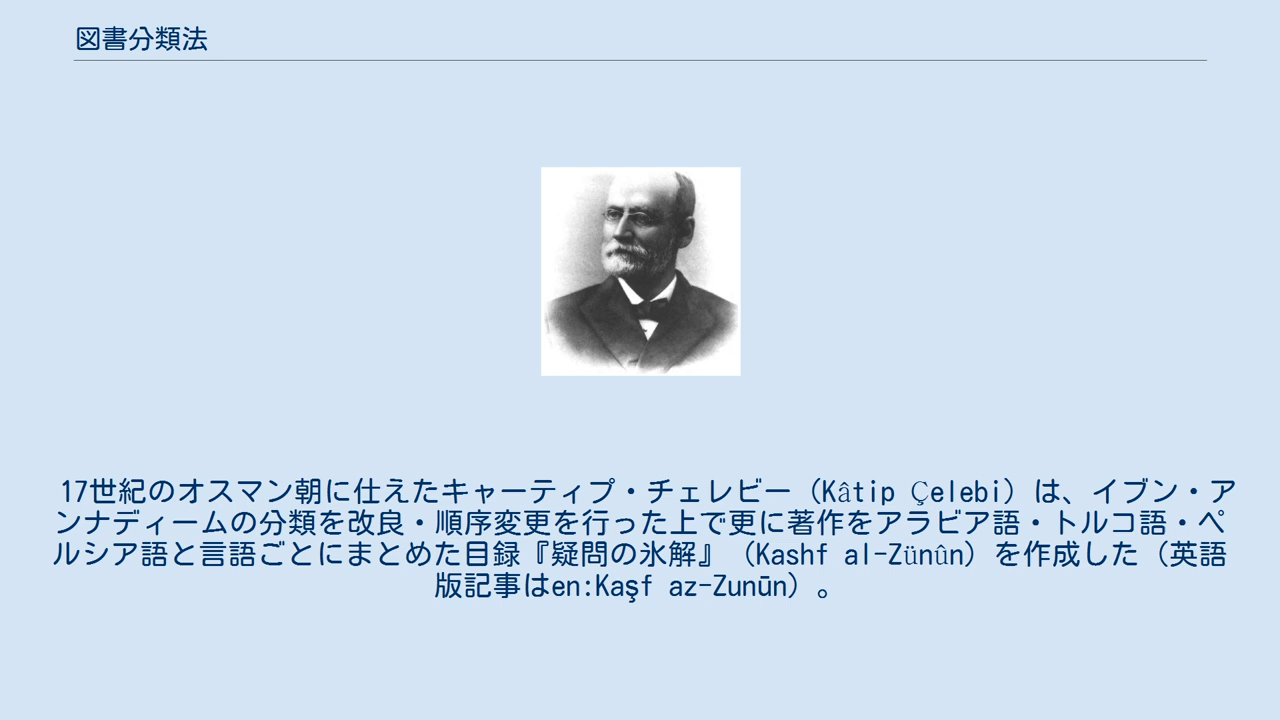 図書分類法
17世紀のオスマン朝に仕えたキャーティプ・チェレビー（Kâtip Çelebi）は、イブン・ア
ンナディームの分類を改良・順序変更を行った上で更に著作をアラビア語・トルコ語・ペ
ルシア語と言語ごとにまとめた目録『疑問の氷解』（Kashf al-Zünûn）を作成した（英語
版記事はen:Kaşf az-Zunūn）。